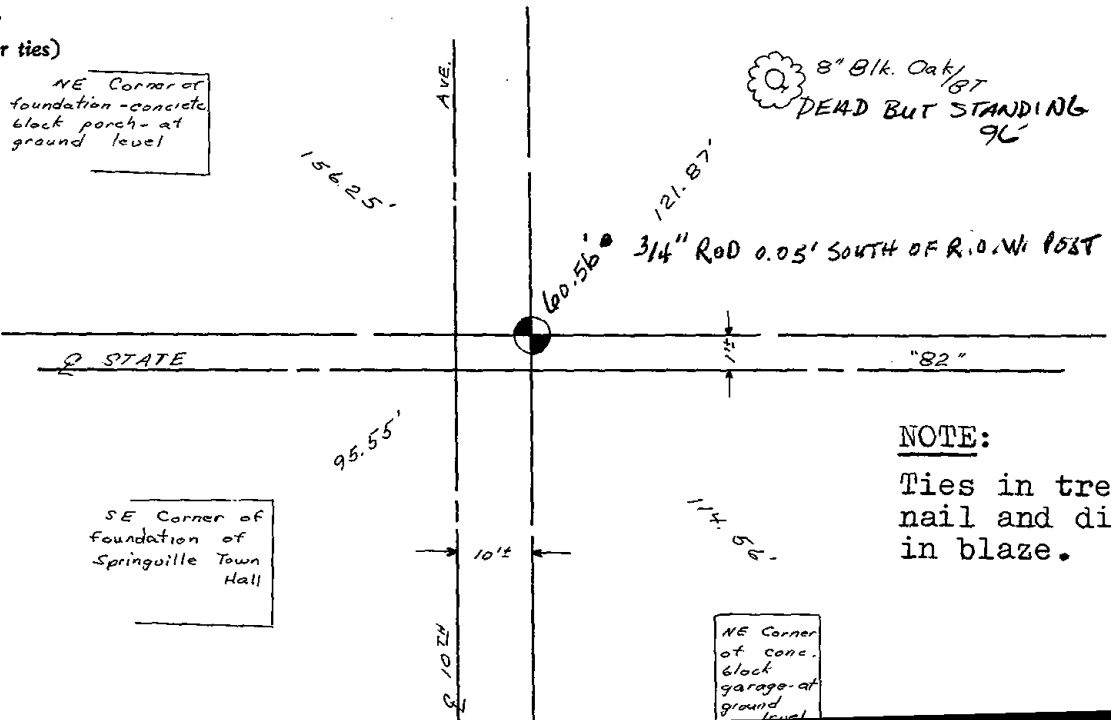 r ties)
NE Corner of
foundation - concrete
block porch - at
ground level
AVE.
8" Blk. Oak/BT
DEAD BUT STANDING
96'
156.25'
121.87'
60.56'
3/4" ROD 0.05' SOUTH OF R.O.W. POST
℄ STATE
1'±
"82"
95.55'
NOTE:
Ties in tre
nail and di
in blaze.
SE Corner of
foundation of
Springville Town
Hall
114.56'
10'±
℄ 10TH
NE Corner
of conc.
block
garage - at
ground
level